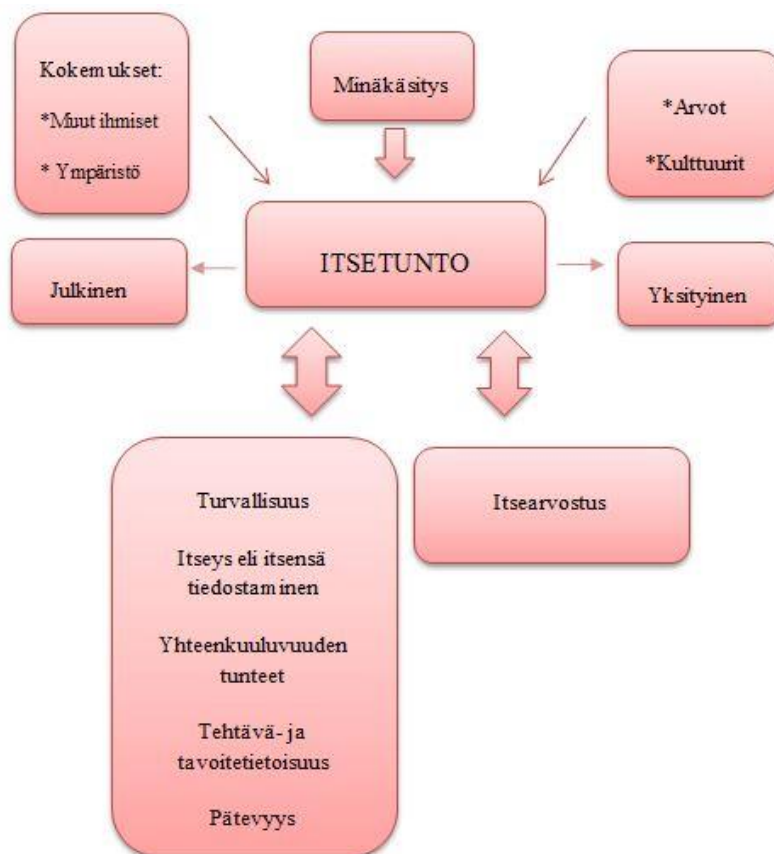 Kokemukset:
*Muut ihmiset
* Ympäristö
Minäkäsitys
*Arvot
*Kulttuurit
ITSETUNTO
Julkinen
Yksityinen
Turvallisuus
Itseys eli itsensä
tiedostaminen
Yhteenkuuluvuuden
tunteet
Tehtävä- ja
tavoitetietoisuus
Pätevyys
Itsearvostus